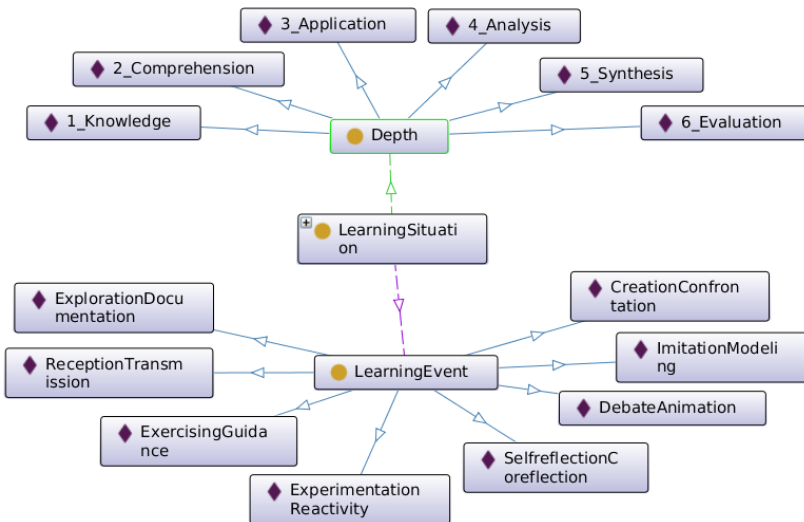 3_Application
4_Analysis
2_Comprehension
5_Synthesis
1_Knowledge
Depth
6_Evaluation
LearningSituati
on
ExplorationDocu
mentation
CreationConfron
tation
ReceptionTransm
ission
LearningEvent
ImitationModeli
ng
DebateAnimation
ExercisingGuida
nce
SelfreflectionC
oreflection
Experimentation
Reactivity